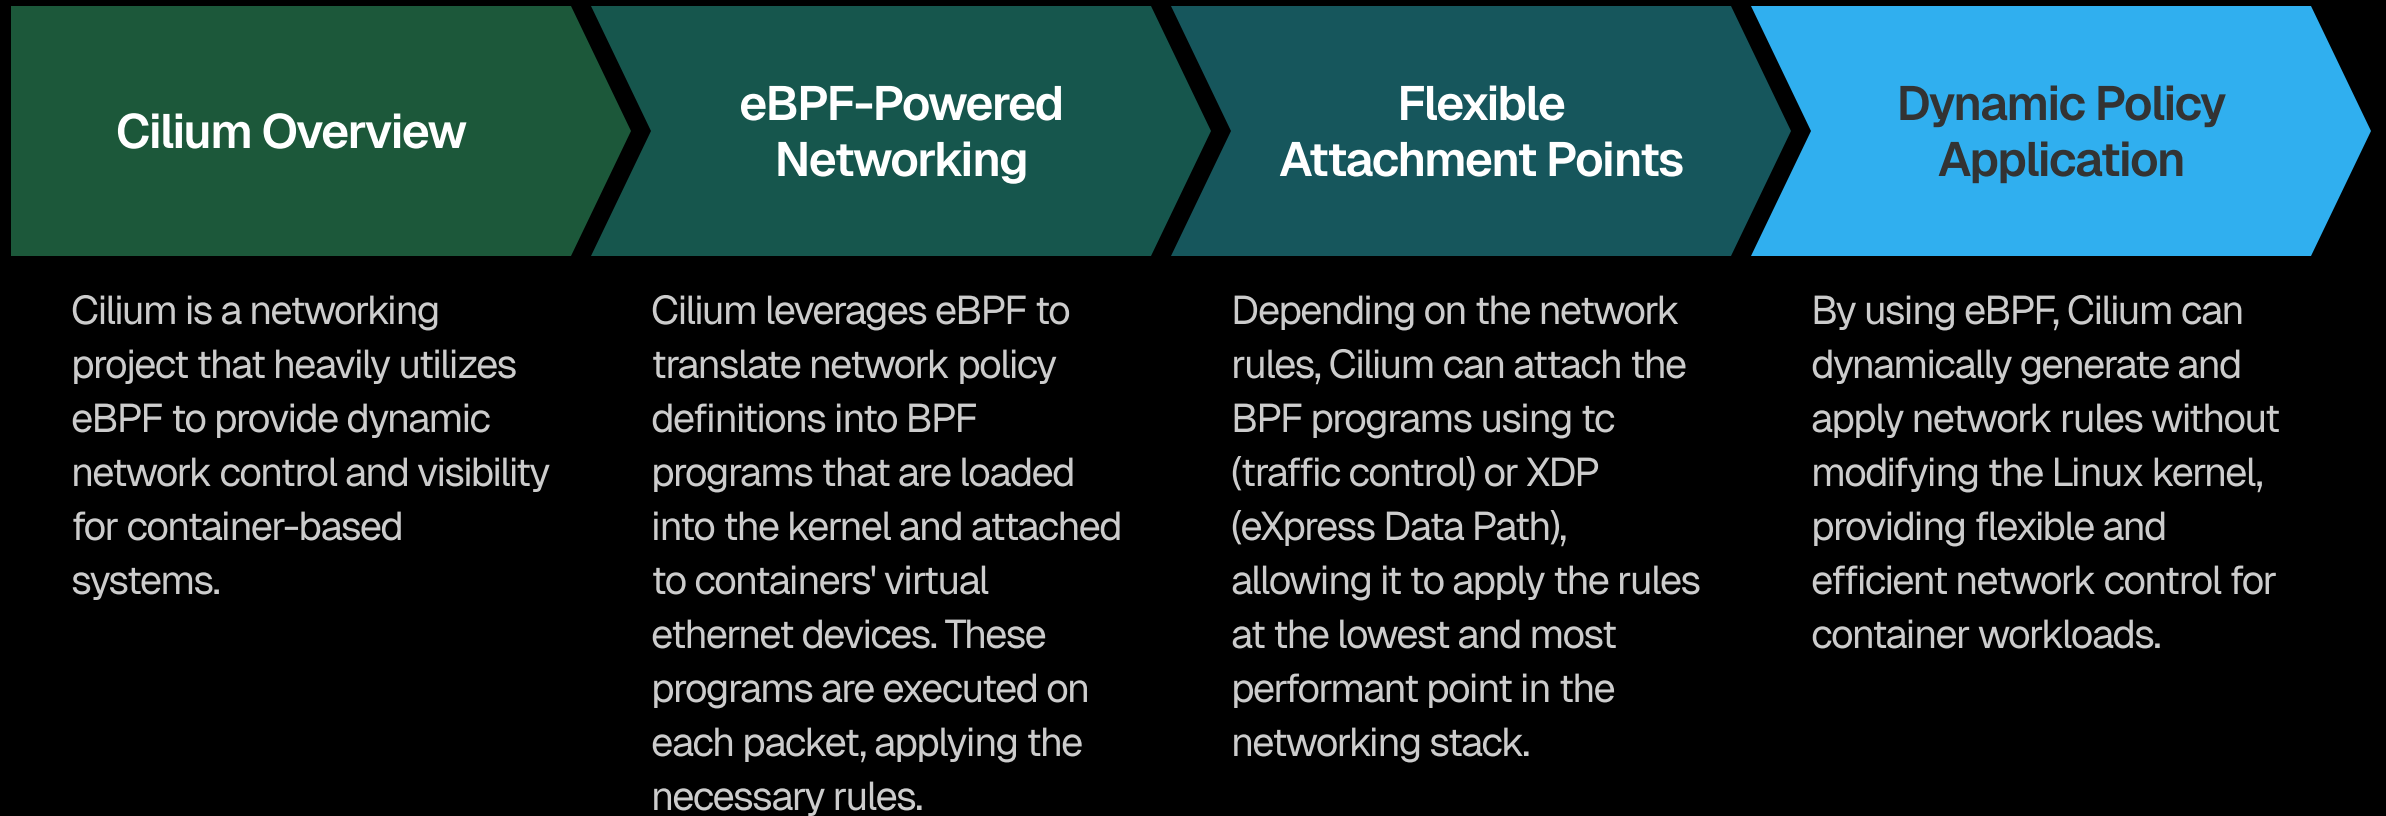 Cilium Overview
Cilium is a networking
project that heavily utilizes
eBPF to provide dynamic
network control and visibility
for container-based
systems.
eBPF-Powered
Networking
Cilium leverages eBPF to
translate network policy
definitions into BPF
programs that are loaded
into the kernel and attached
to containers' virtual
ethernet devices. These
programs are executed on
each packet, applying the
necessary rules.
Flexible
Attachment Points
Depending on the network
rules, Cilium can attach the
BPF programs using tc
(traffic control) or XDP
(eXpress Data Path),
allowing it to apply the rules
at the lowest and most
performant point in the
networking stack.
Dynamic Policy
Application
By using eBPF, Cilium can
dynamically generate and
apply network rules without
modifying the Linux kernel,
providing flexible and
efficient network control for
container workloads.